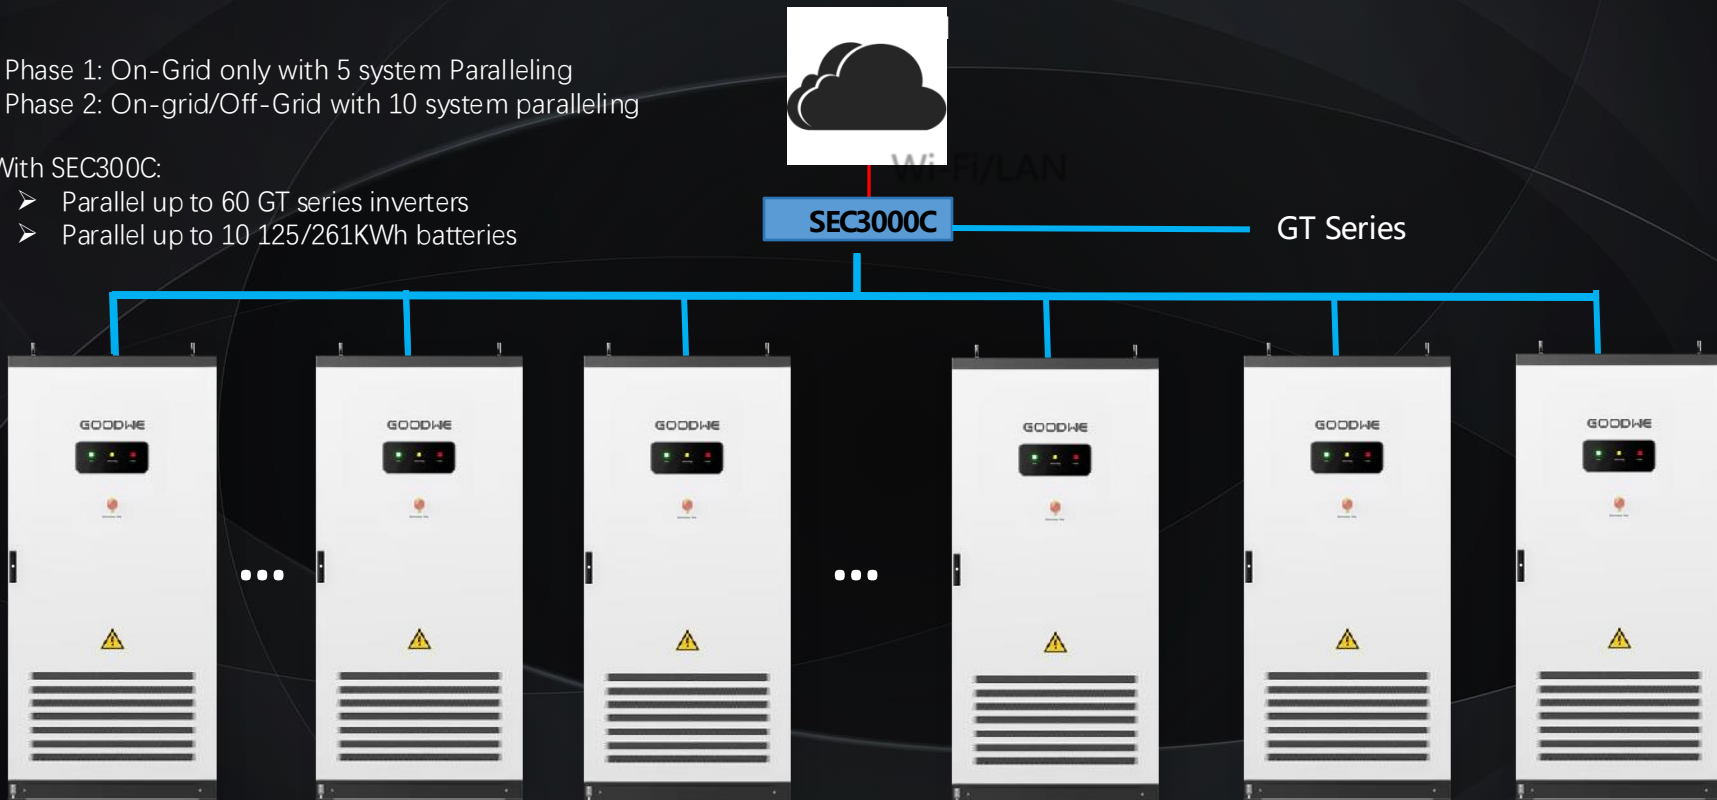 Phase 1: On-Grid only with 5 system Paralleling
Phase 2: On-grid/Off-Grid with 10 system paralleling
With SEC300C:
➢ Parallel up to 60 GT series inverters
➢ Parallel up to 10 125/261KWh batteries
Wi-Fi/LAN
SEC3000C
GT Series
GOODWE
GOODWE
GOODWE
GOODWE
GOODWE
GOODWE
...
...